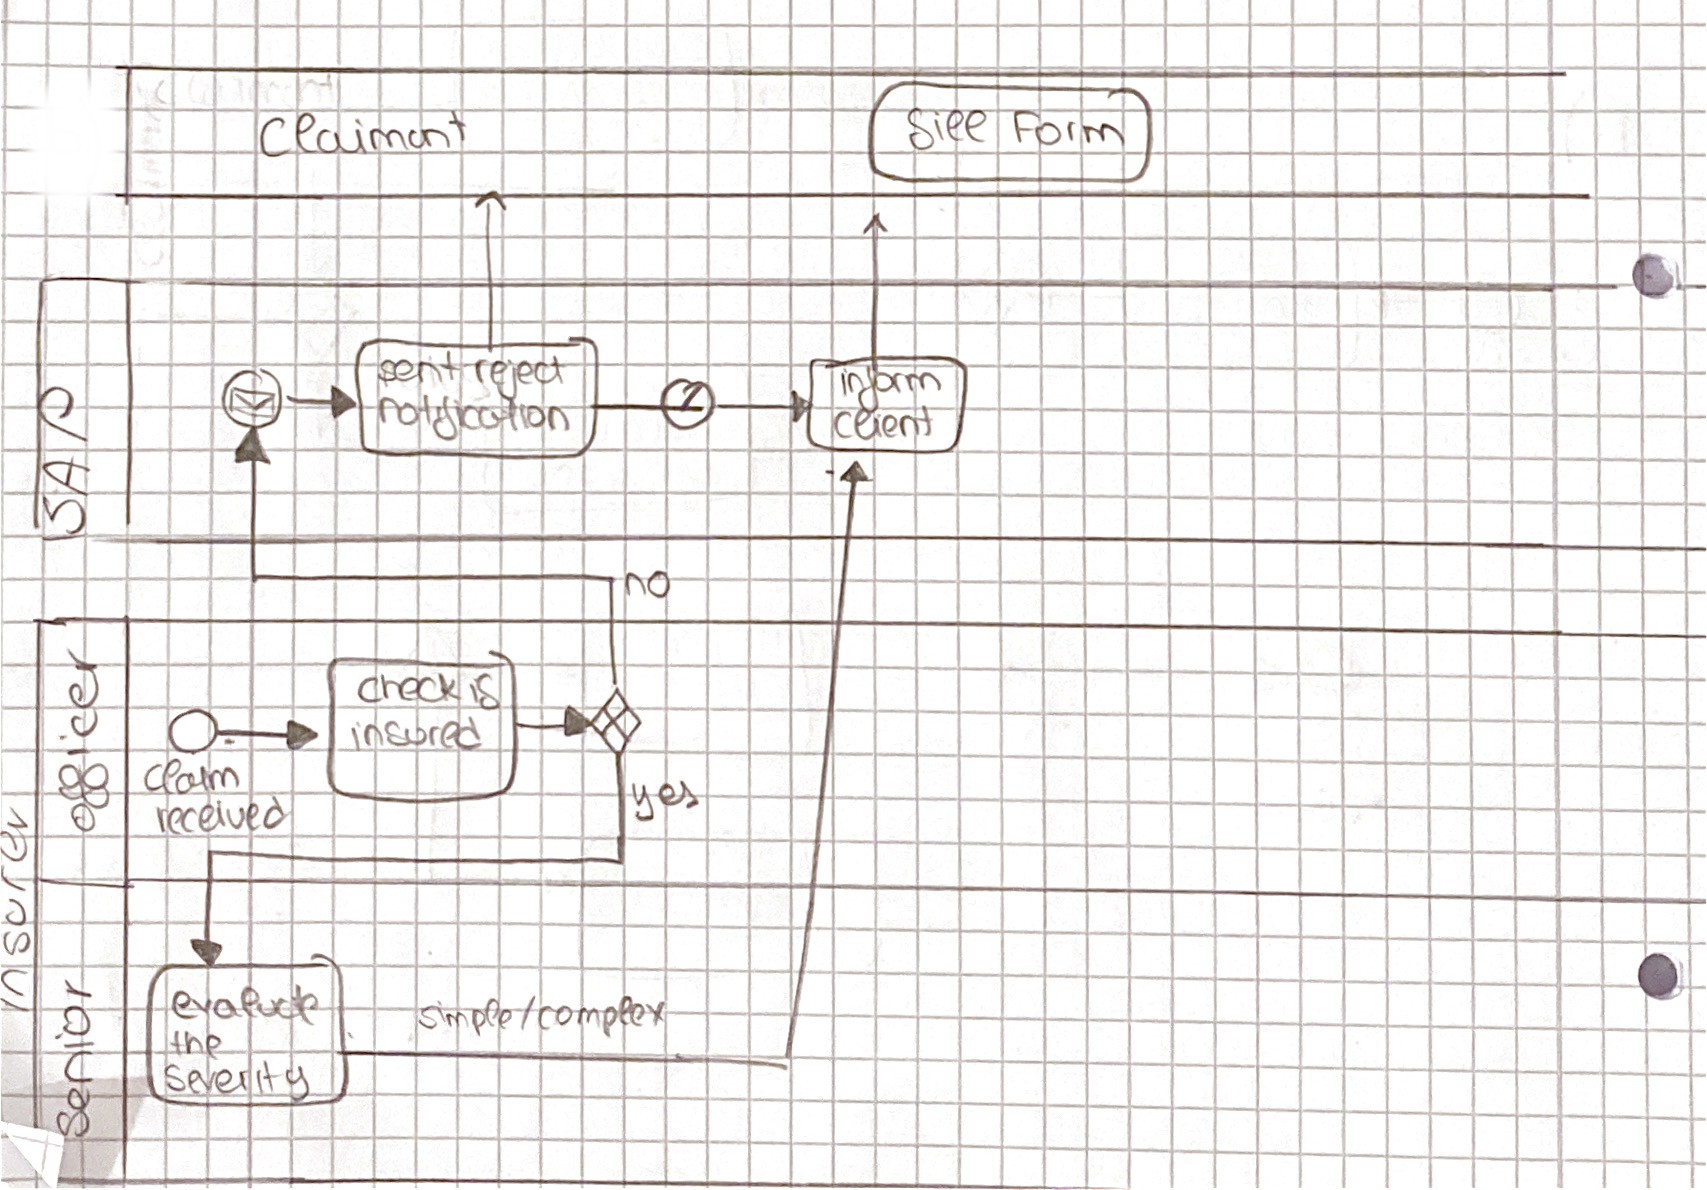 Claimant
fill Form
SAP
sent reject
notification
inform
client
no
Insurer
officer
check is
insured
claim
received
yes
Senior
evaluate
the
severity
simple/complex